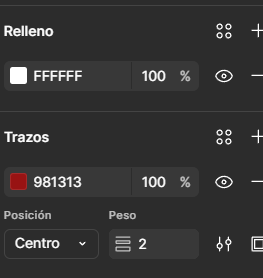 Relleno
FFFFFF 100 %
Trazos
981313 100 %
Posición Peso
Centro 2